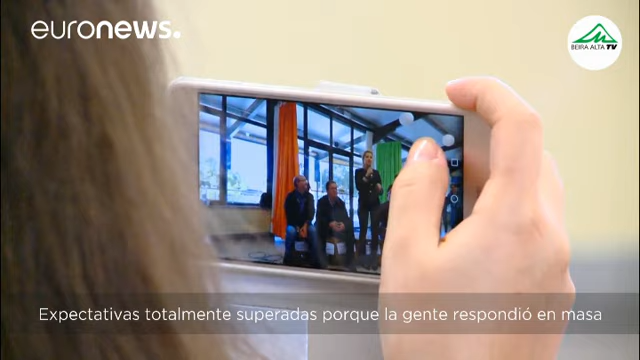 euronews.
BEIRA ALTA TV
Expectativas totalmente superadas porque la gente respondió en masa